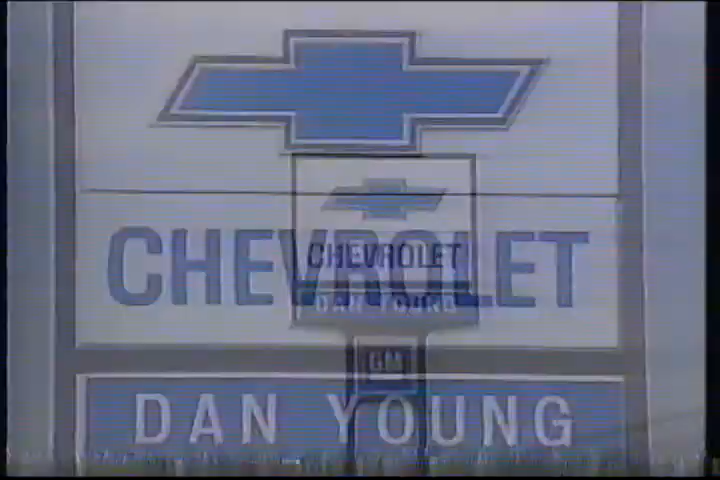 CHEVROLET
CHEVROLET
DAN YOUNG
GM
DAN YOUNG